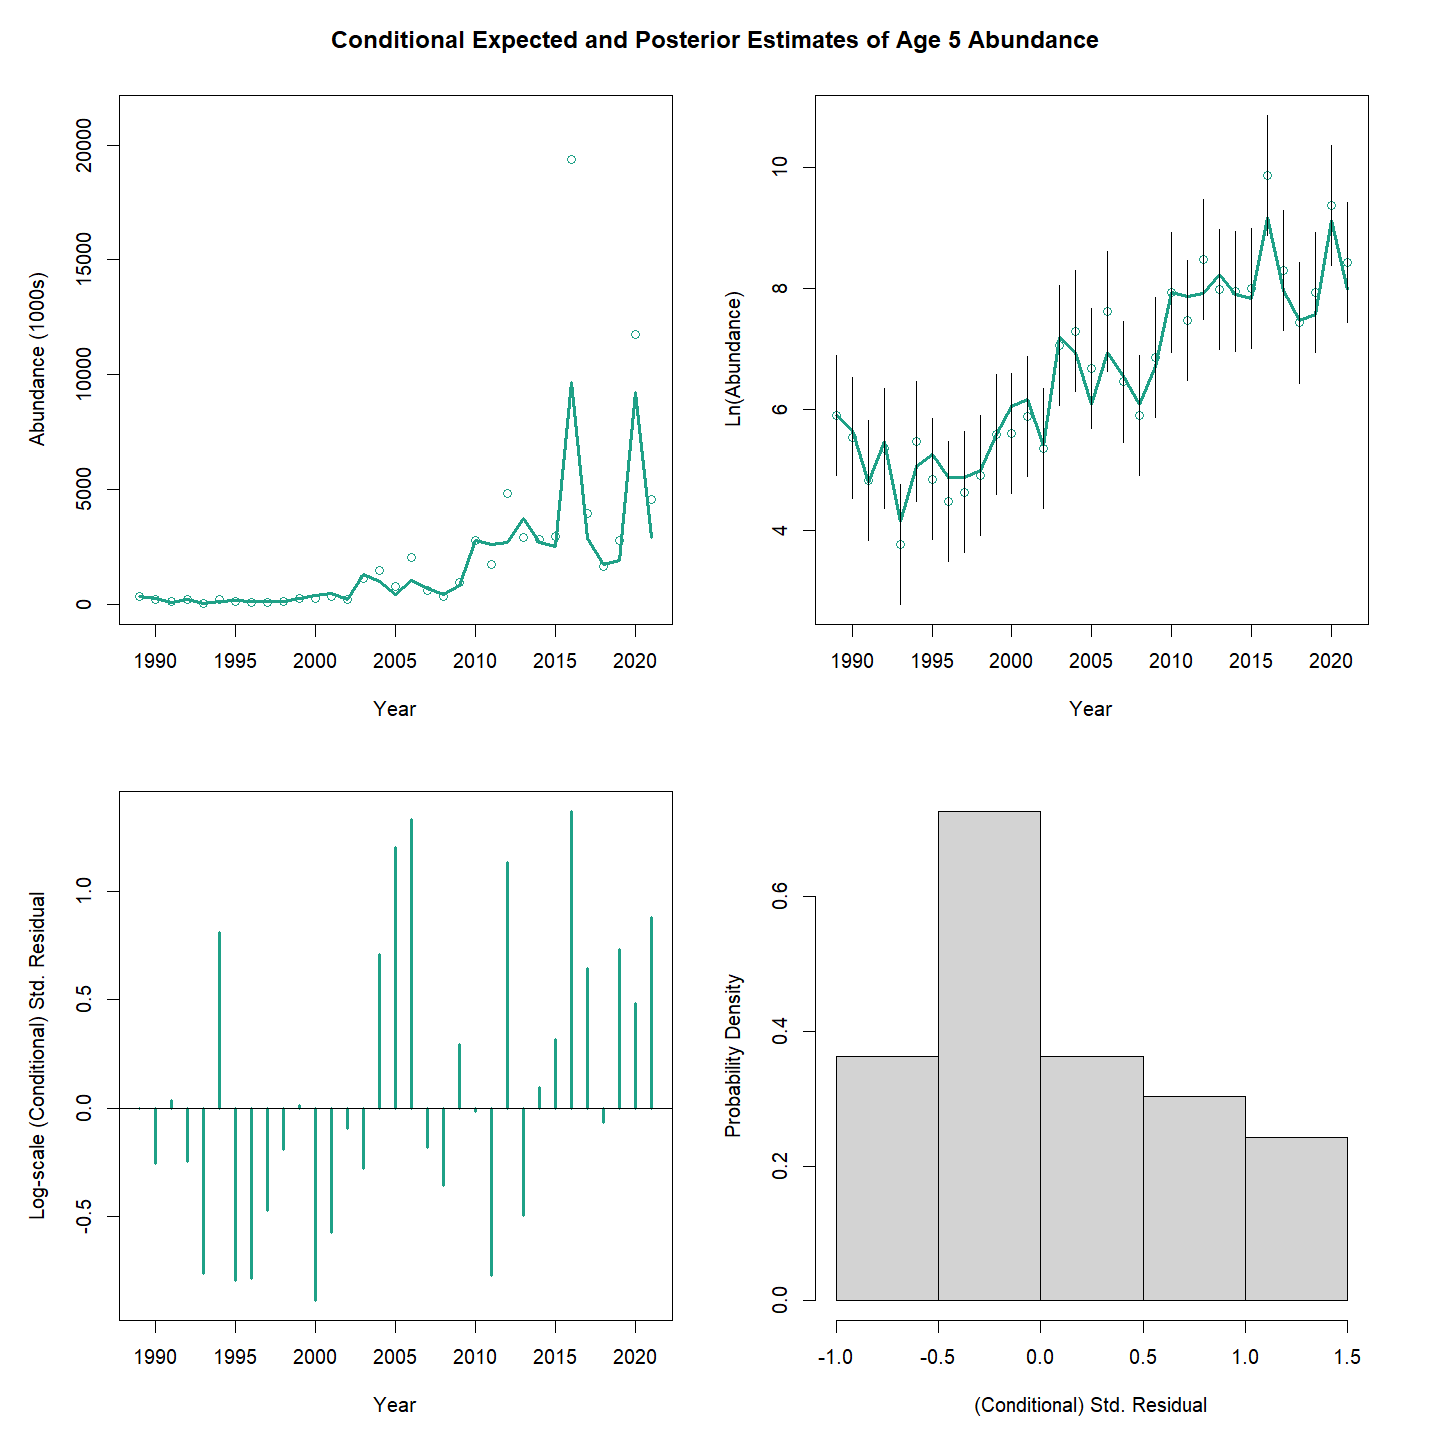 Conditional Expected and Posterior Estimates of Age 5 Abundance
Abundance (1000s)
20000
15000
10000
5000
0
1990 1995 2000 2005 2010 2015 2020
Year
Ln(Abundance)
10
8
6
4
1990 1995 2000 2005 2010 2015 2020
Year
Log-scale (Conditional) Std. Residual
1.0
0.5
0.0
-0.5
1990 1995 2000 2005 2010 2015 2020
Year
Probability Density
0.6
0.4
0.2
0.0
-1.0 -0.5 0.0 0.5 1.0 1.5
(Conditional) Std. Residual